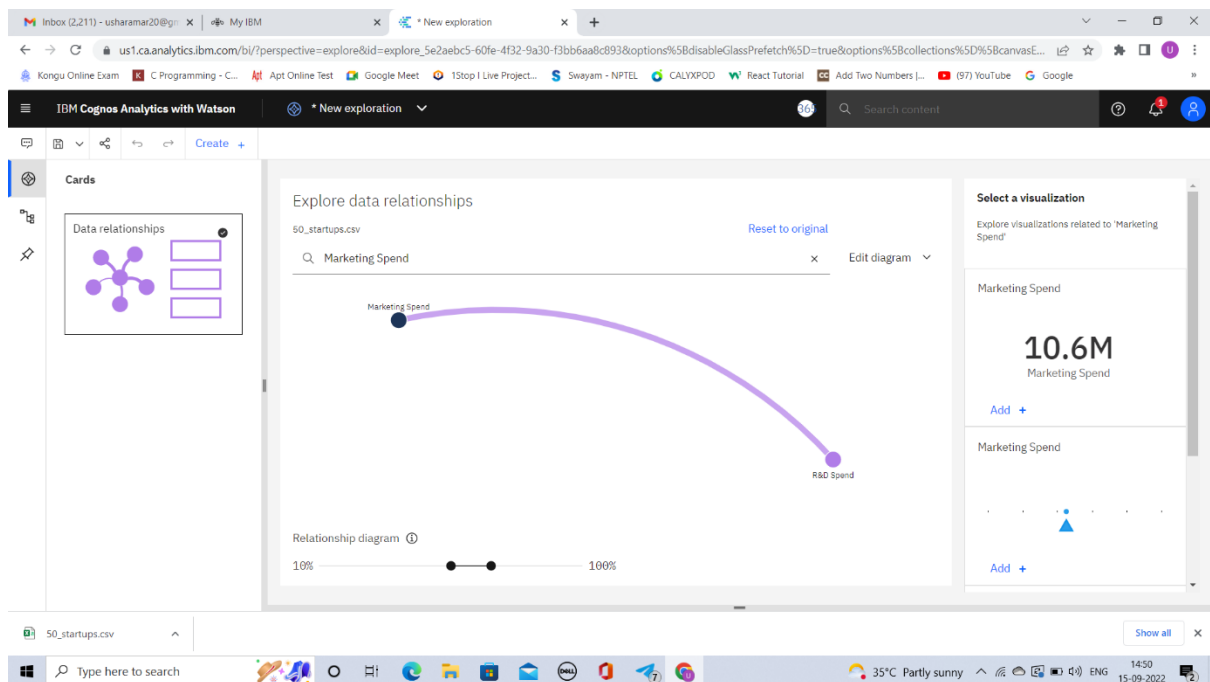 Inbox (2,211) - usharamar20@gm
My IBM
* New exploration
us1.ca.analytics.ibm.com/bi/?perspective=explore&id=explore_5e2aebc5-60fe-4f32-9a30-f3bb6aa8c893&options%5BdisableGlassPrefetch%5D=true&options%5Bcollections%5D%5BcanvasE...
Kongu Online Exam
C Programming - C...
Apt Online Test
Google Meet
1Stop I Live Project...
Swayam - NPTEL
CALYXPOD
React Tutorial
Add Two Numbers |...
(97) YouTube
Google
IBM Cognos Analytics with Watson
* New exploration
Search content
1
Create +
Cards
Data relationships
Explore data relationships
50_startups.csv
Reset to original
Marketing Spend
Edit diagram
Marketing Spend
R&D Spend
Relationship diagram
10%
100%
Select a visualization
Explore visualizations related to 'Marketing
Spend'
Marketing Spend
10.6M
Marketing Spend
Add +
Marketing Spend
Add +
50_startups.csv
Show all
Type here to search
35°C Partly sunny
ENG
14:50
15-09-2022